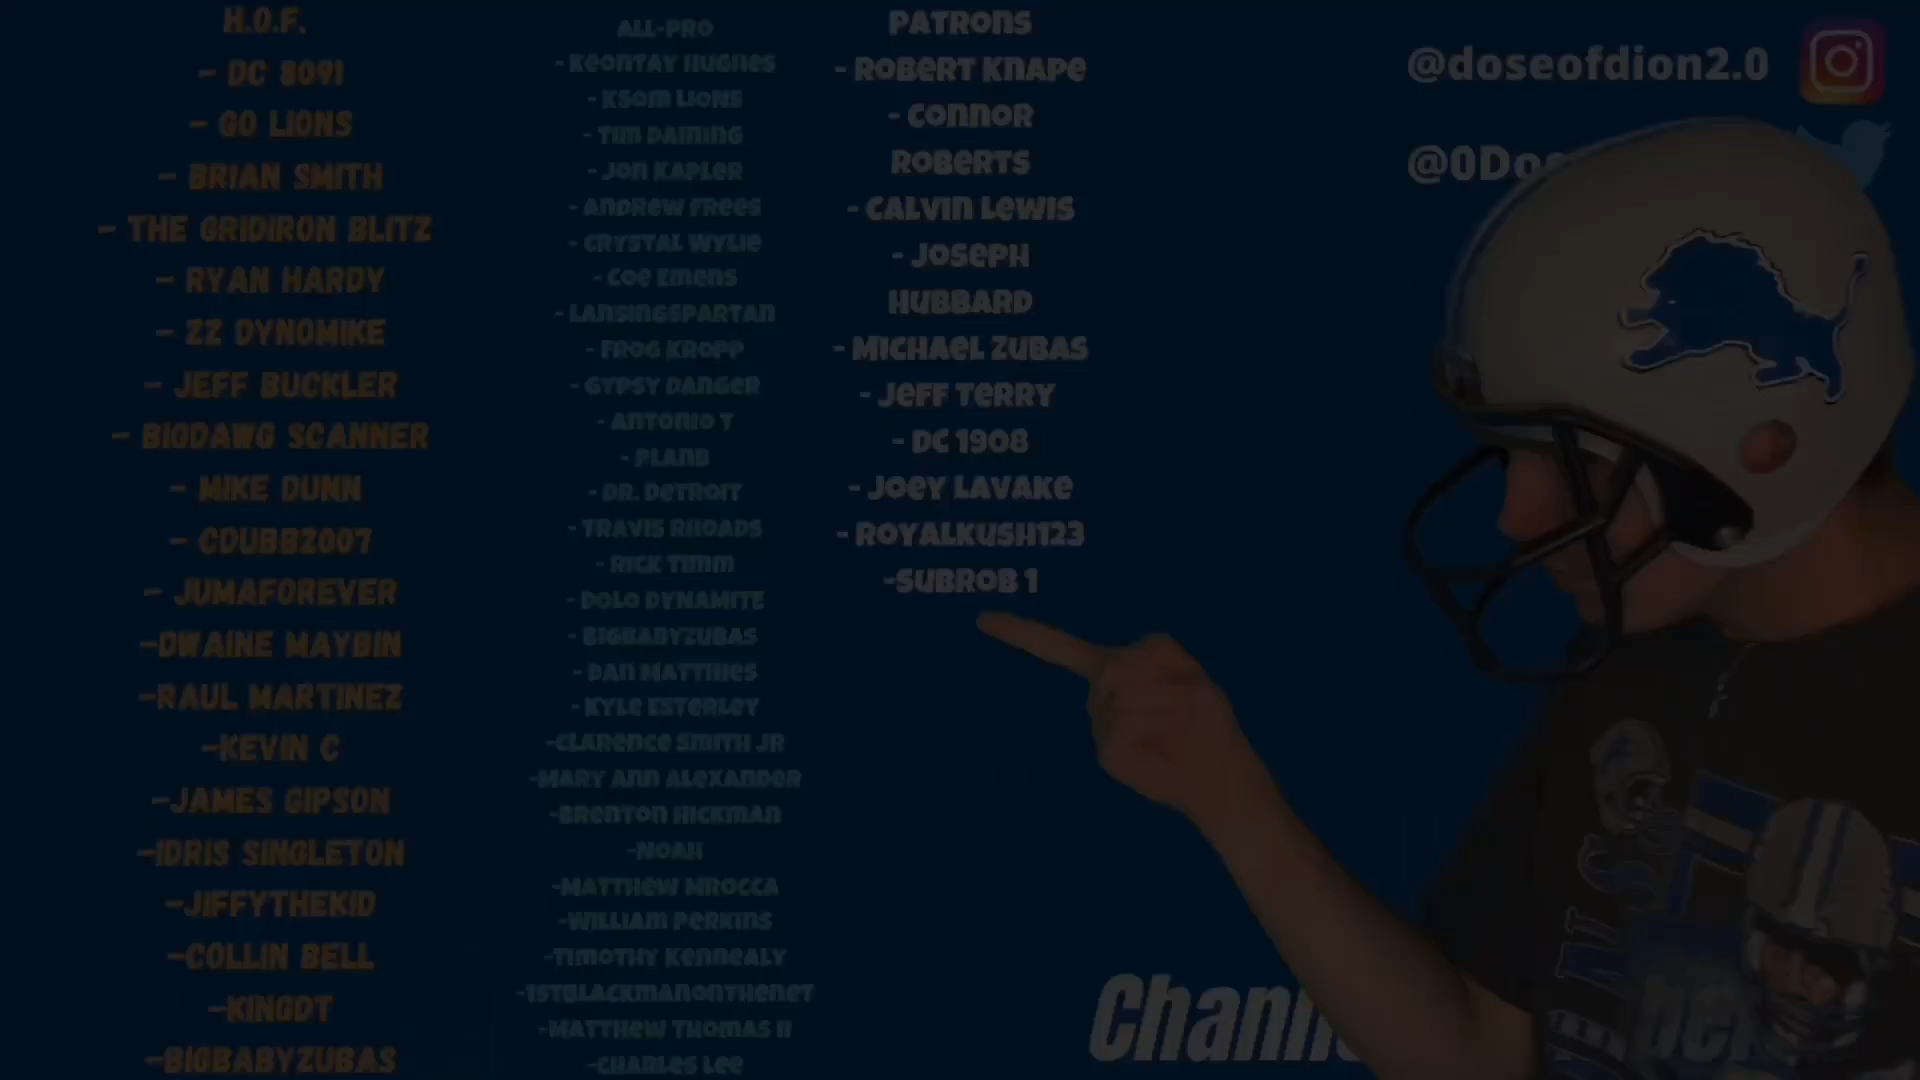 H.O.F.
- DC 8091
- GO LIONS
- BRIAN SMITH
- THE GRIDIRON BLITZ
- RYAN HARDY
- ZZ DYNOMIKE
- JEFF BUCKLER
- BIGDAWG SCANNER
- MIKE DUNN
- CDUBB2007
- JUMAFOREVER
-DWAINE MAYBIN
-RAUL MARTINEZ
-KEVIN C
-JAMES GIPSON
-IDRIS SINGLETON
-JIFFYTHEKID
-COLLIN BELL
-KINGDT
-BIGBABYZUBAS
ALL-PRO
- KEONTAY HUGHES
- KSOM LIONS
- TIM DAINING
- JON KAPLER
- ANDREW FREES
- CRYSTAL WYLIE
- COE EMENS
- LANSINGSPARTAN
- FROG KROPP
- GYPSY DANGER
- ANTONIO T
- PLANB
- DR. DETROIT
- TRAVIS RHOADS
- RICK TIMM
- DOLO DYNAMITE
- BIGBABYZUBAS
- DAN MATTHIES
- KYLE ESTERLEY
-CLARENCE SMITH JR
-MARY ANN ALEXANDER
-BRENTON HICKMAN
-NOAH
-MATTHEW MROCCA
-WILLIAM PERKINS
-TIMOTHY KENNEALY
-1STBLACKMANONTHENET
-MATTHEW THOMAS II
-CHARLES LEE
PATRONS
- ROBERT KNAPE
- CONNOR
ROBERTS
- CALVIN LEWIS
- JOSEPH
HUBBARD
- MICHAEL ZUBAS
- JEFF TERRY
- DC 1908
- JOEY LAVAKE
- ROYALKUSH123
-SUBROB 1
@doseofdion2.0
@0Dos